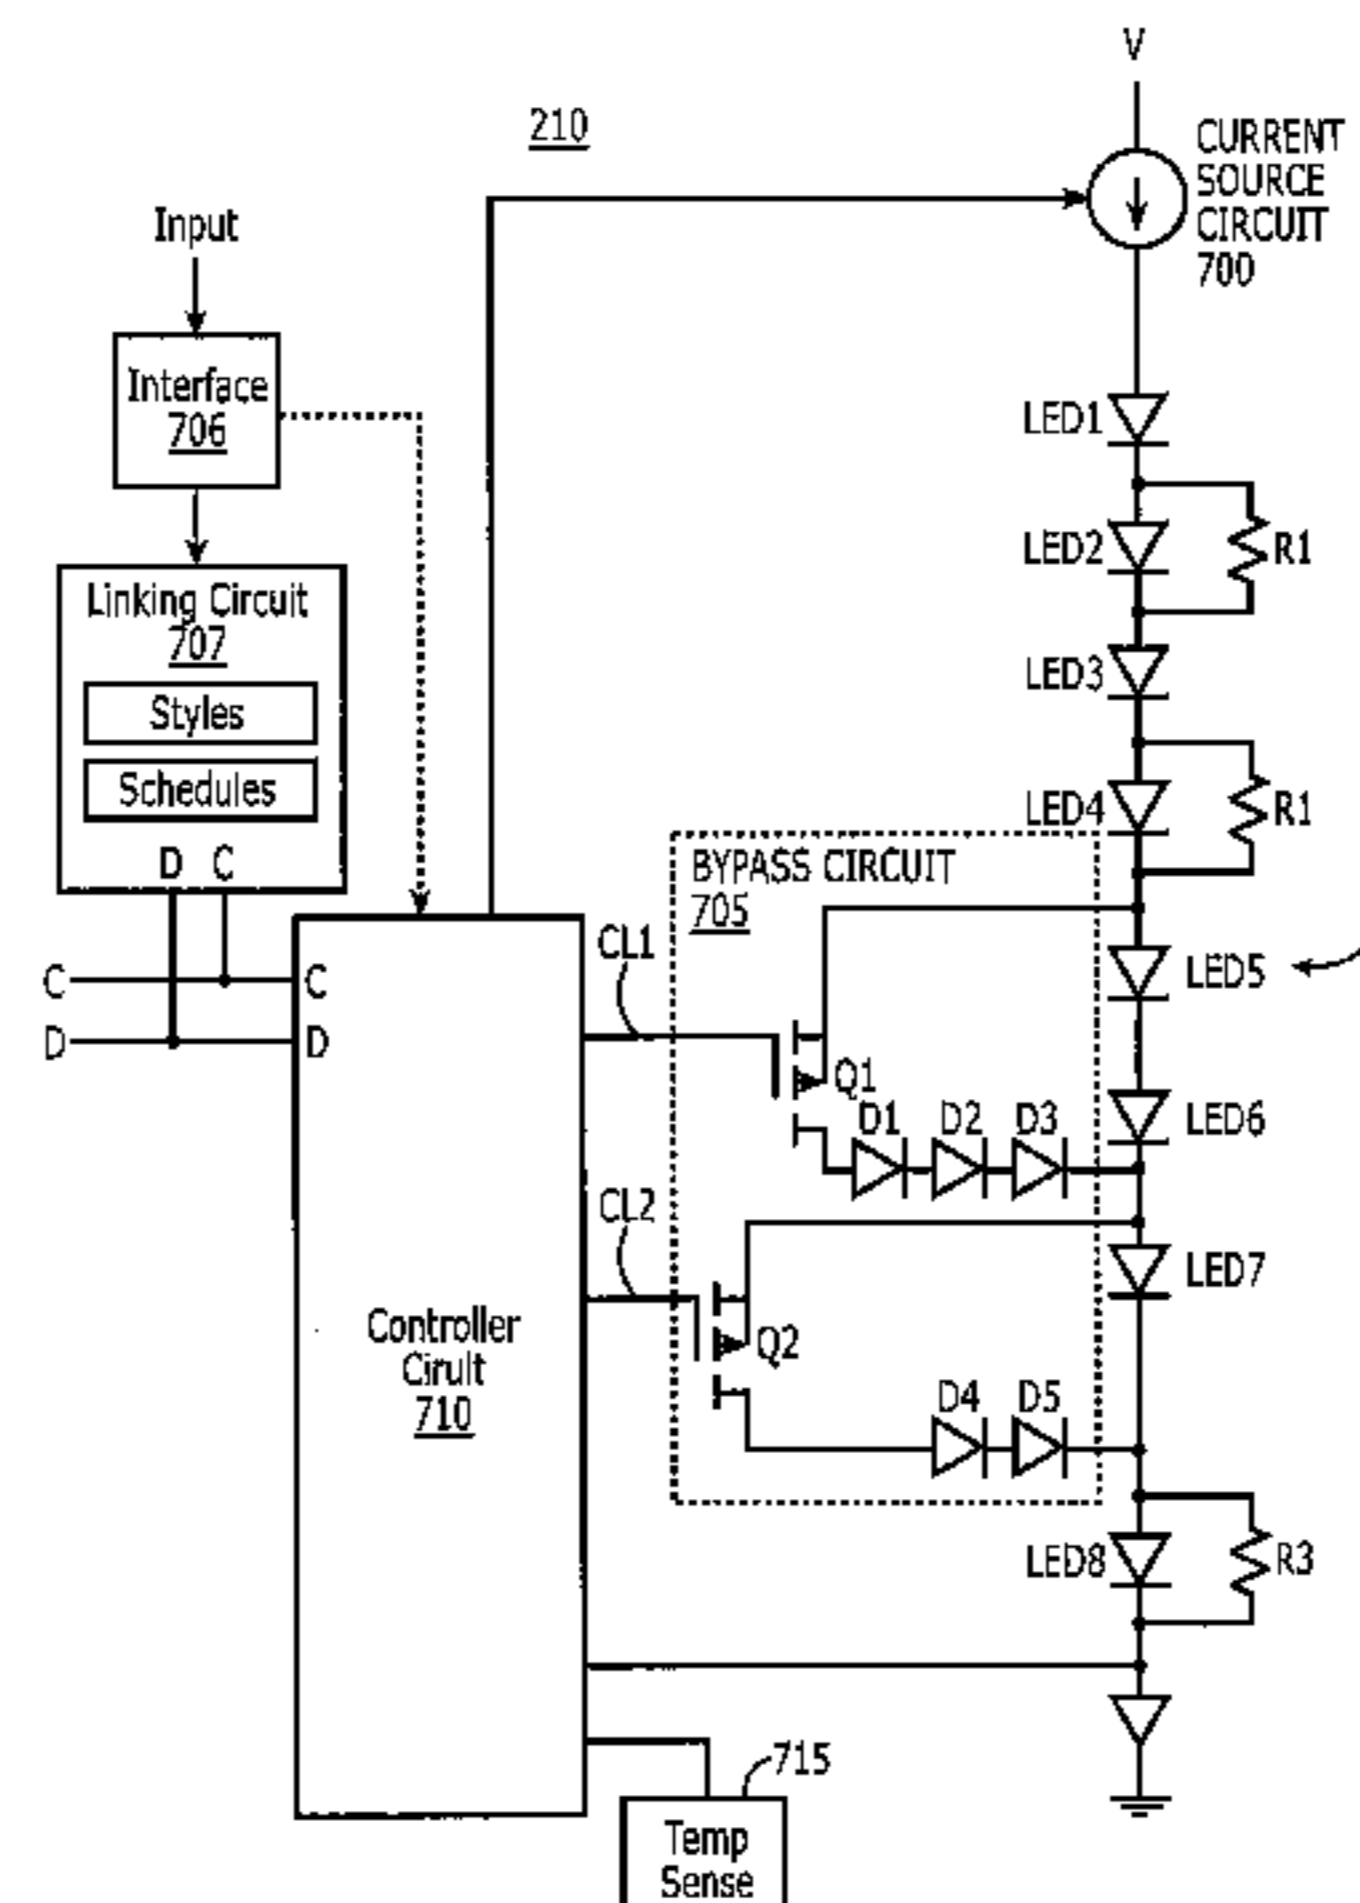 V
210
CURRENT
SOURCE
CIRCUIT
700
Input
Interface
706
LED1
LED2
R1
Linking Circuit
707
LED3
Styles
Schedules
LED4
R1
D C
BYPASS CIRCUIT
705
CL1
C
C
LED5
D
D
Q1
D1 D2 D3
LED6
CL2
LED7
Controller
Ciruit
710
Q2
D4 D5
LED8
R3
715
Temp
Sense